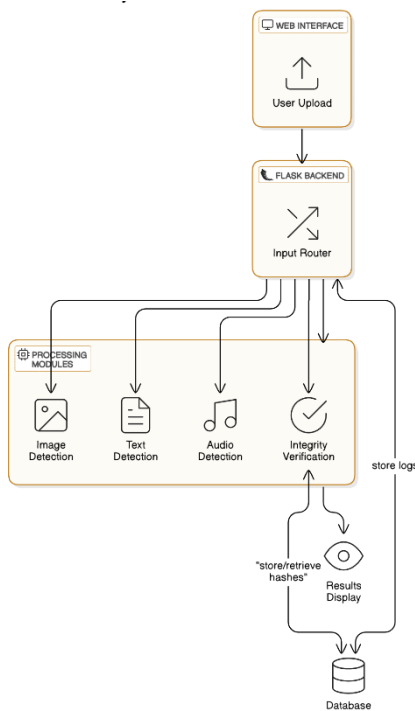 WEB INTERFACE
User Upload
FLASK BACKEND
Input Router
PROCESSING
MODULES
Image
Detection
Text
Detection
Audio
Detection
Integrity
Verification
store logs
"store/retrieve
hashes"
Results
Display
Database